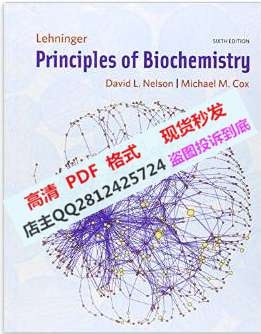 Lehninger
SIXTH EDITION
Principles of Biochemistry
David L. Nelson | Michael M. Cox
高清 PDF 格式 现货秒发
店主QQ2812425724 盗图投诉到底